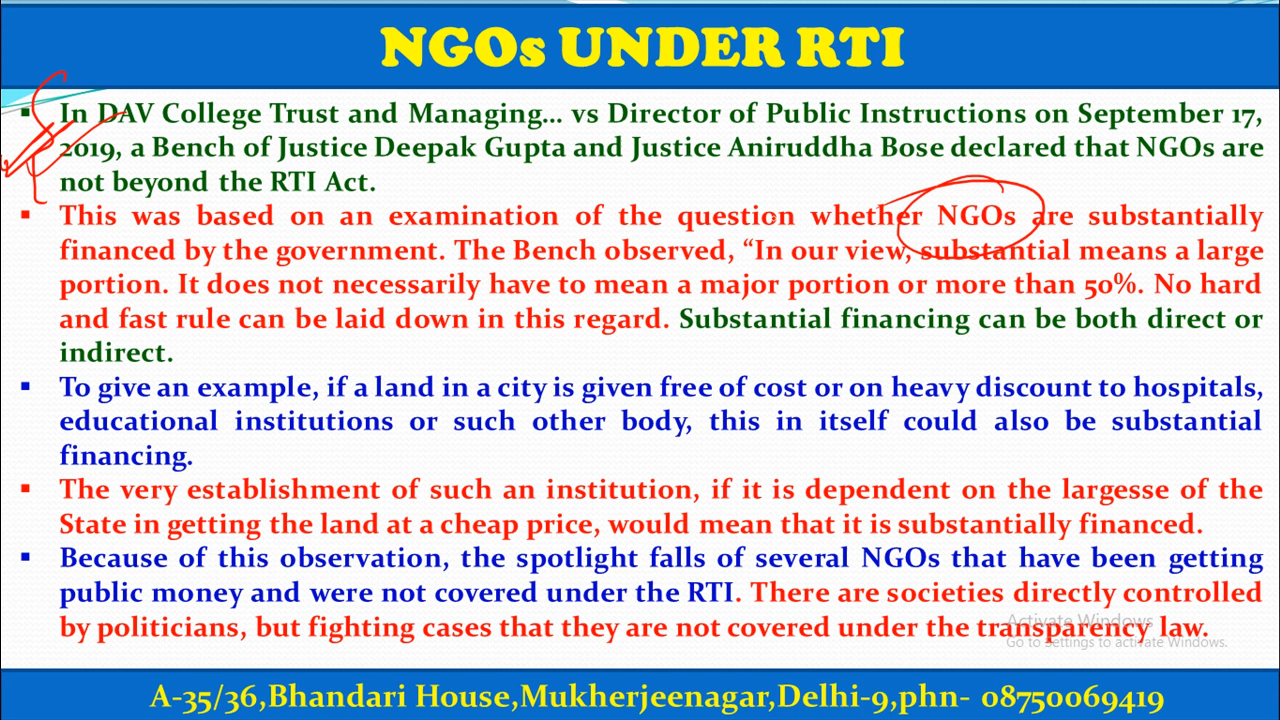 NGOs UNDER RTI
▪ In DAV College Trust and Managing... vs Director of Public Instructions on September 17,
2019, a Bench of Justice Deepak Gupta and Justice Aniruddha Bose declared that NGOs are
not beyond the RTI Act.
▪ This was based on an examination of the question whether NGOs are substantially
financed by the government. The Bench observed, “In our view, substantial means a large
portion. It does not necessarily have to mean a major portion or more than 50%. No hard
and fast rule can be laid down in this regard. Substantial financing can be both direct or
indirect.
▪ To give an example, if a land in a city is given free of cost or on heavy discount to hospitals,
educational institutions or such other body, this in itself could also be substantial
financing.
▪ The very establishment of such an institution, if it is dependent on the largesse of the
State in getting the land at a cheap price, would mean that it is substantially financed.
▪ Because of this observation, the spotlight falls of several NGOs that have been getting
public money and were not covered under the RTI. There are societies directly controlled
by politicians, but fighting cases that they are not covered under the transparency law.
Activate Windows
Go to Settings to activate Windows.
A-35/36,Bhandari House,Mukherjeenagar,Delhi-9,phn- 08750069419